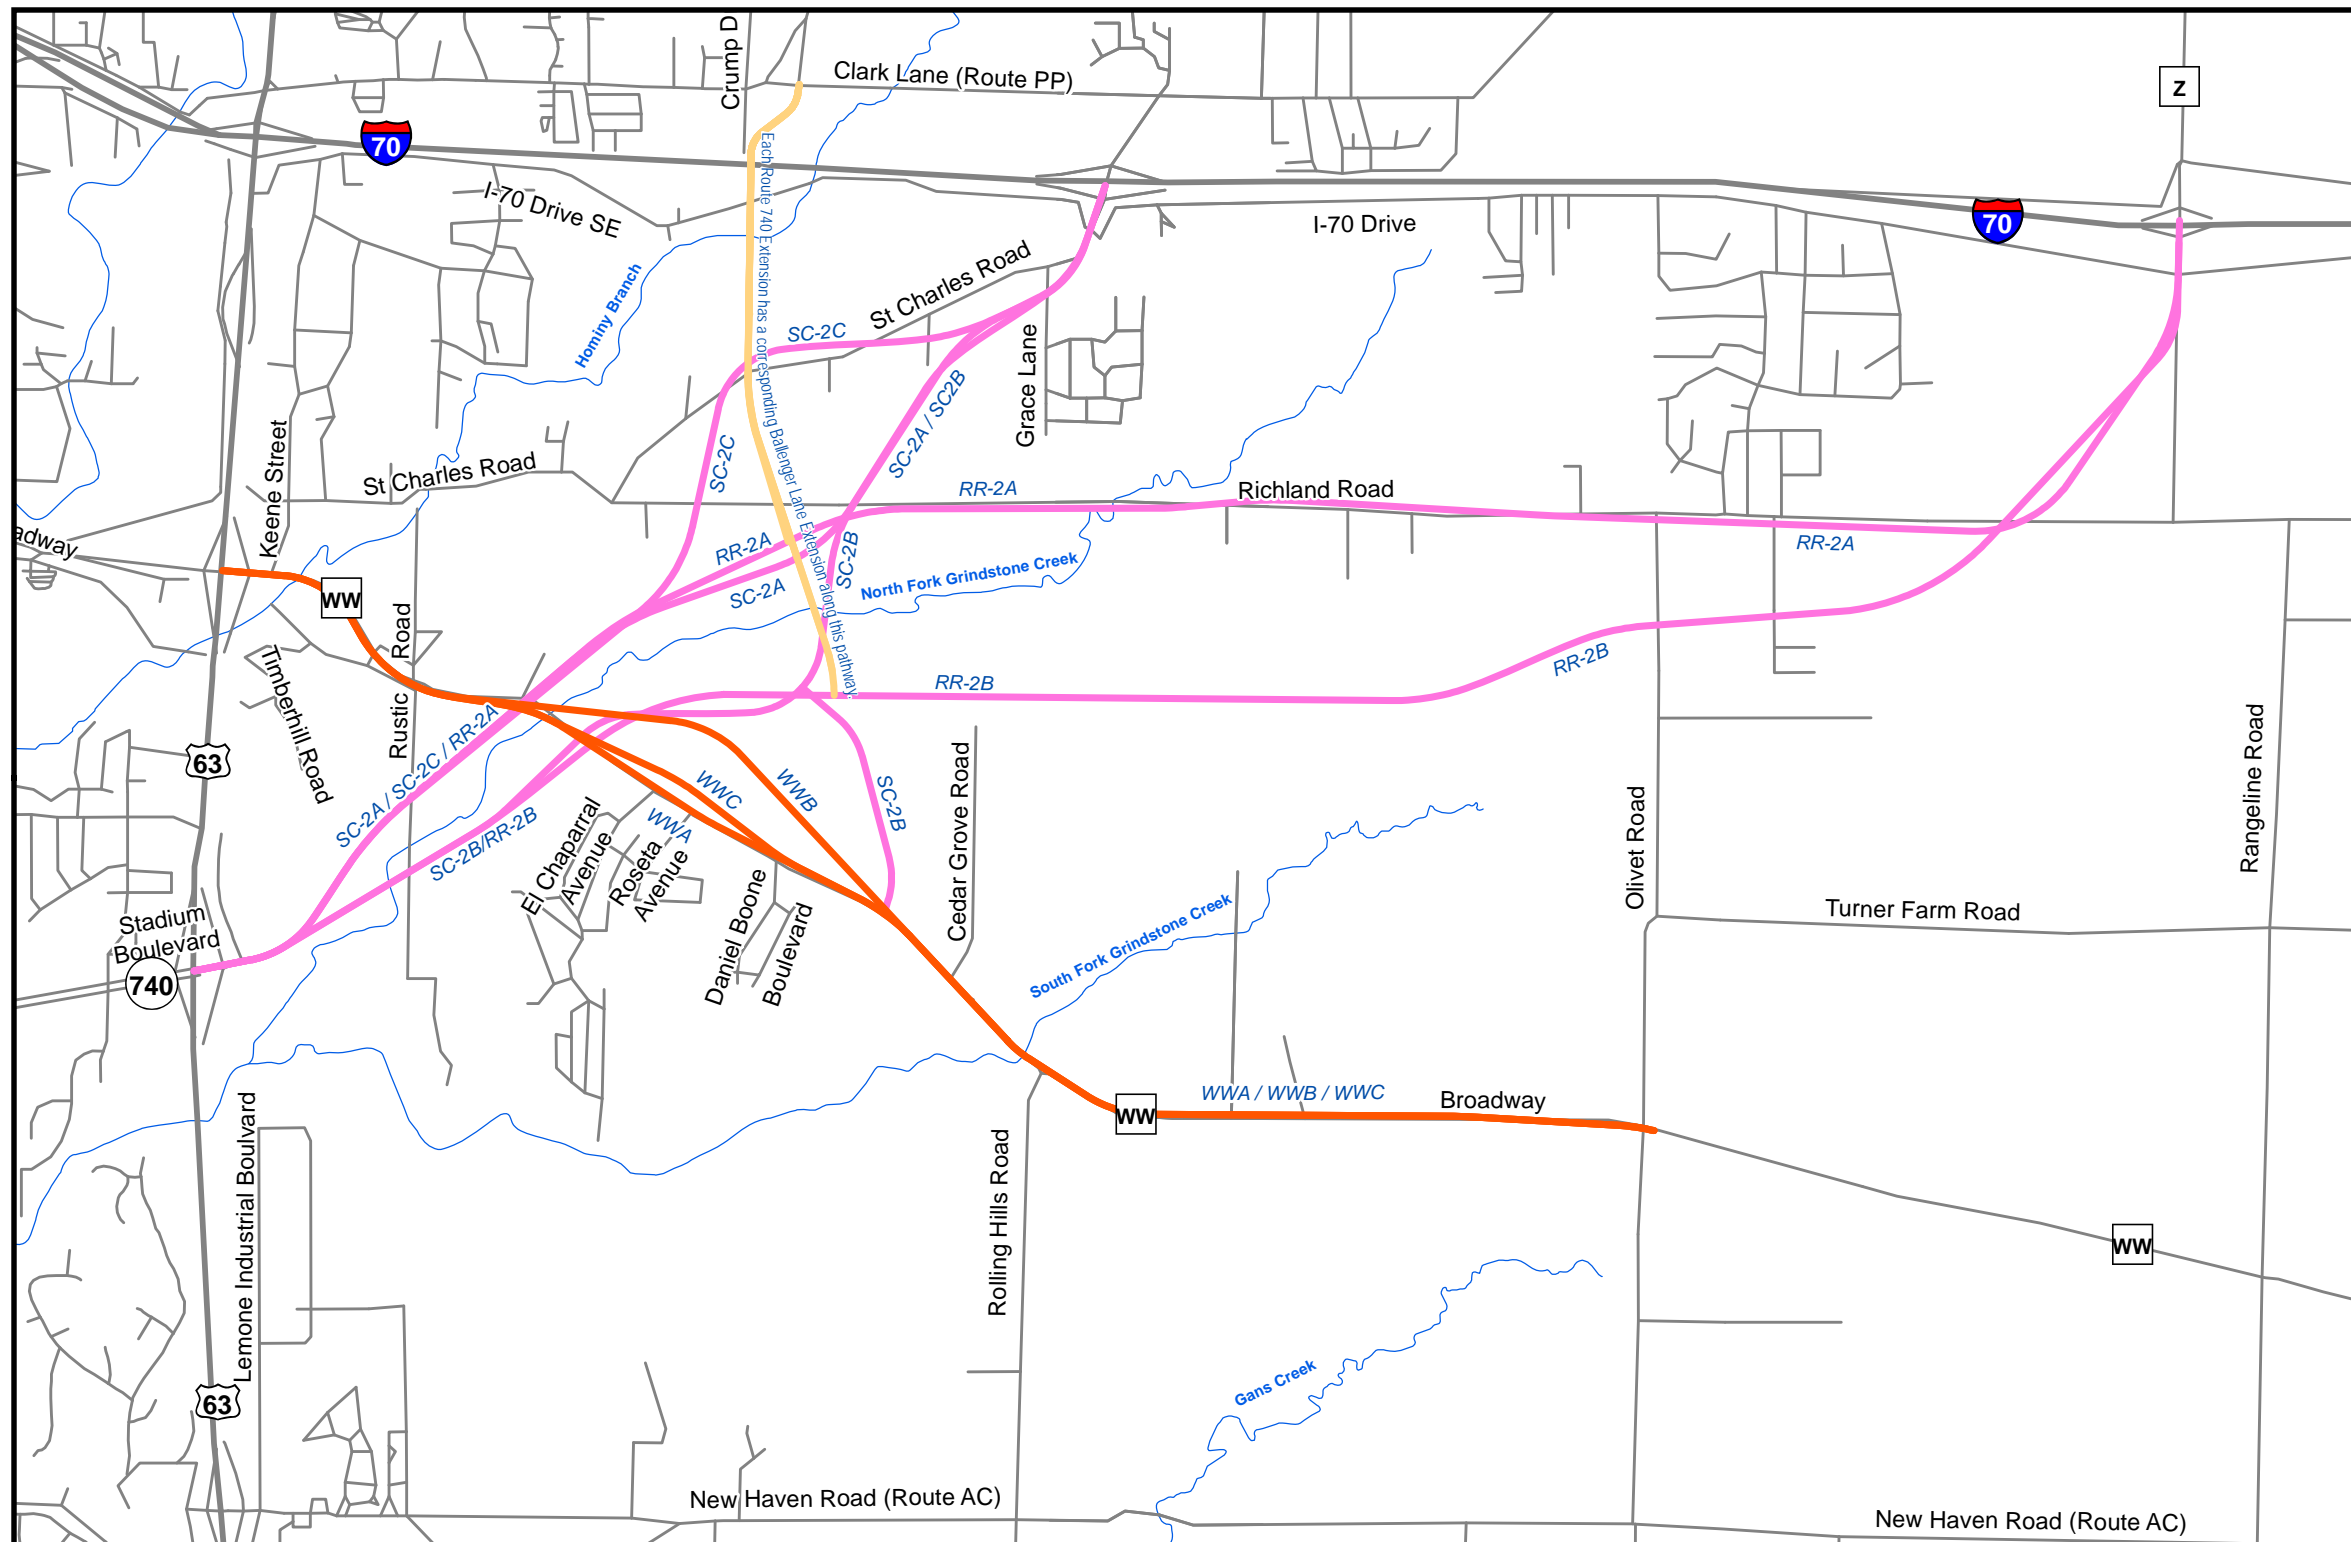 Crump D
Clark Lane (Route PP)
Z
70
I-70 Drive SE
70
I-70 Drive
Each Route 740 Extension has a corresponding Ballenger Lane Extension along this pathway.
Hominy Branch
St Charles Road
SC-2C
Grace Lane
SC-2A / SC2B
SC-2C
Keene Street
St Charles Road
RR-2A
Richland Road
adway
RR-2A
SC-2B
RR-2A
North Fork Grindstone Creek
SC-2A
WW
Rustic Road
Timberhill Road
RR-2B
RR-2B
63
SC-2A / SC-2C / RR-2A
WWC
WWB
SC-2B
WWA
SC-2B/RR-2B
El Chaparral
Avenue
Roseta
Avenue
Daniel Boone
Boulevard
Cedar Grove Road
Olivet Road
Rangeline Road
Turner Farm Road
Stadium
Boulevard
740
South Fork Grindstone Creek
WWA / WWB / WWC
Broadway
WW
Lemone Industrial Boulvard
Rolling Hills Road
WW
Gans Creek
63
New Haven Road (Route AC)
New Haven Road (Route AC)